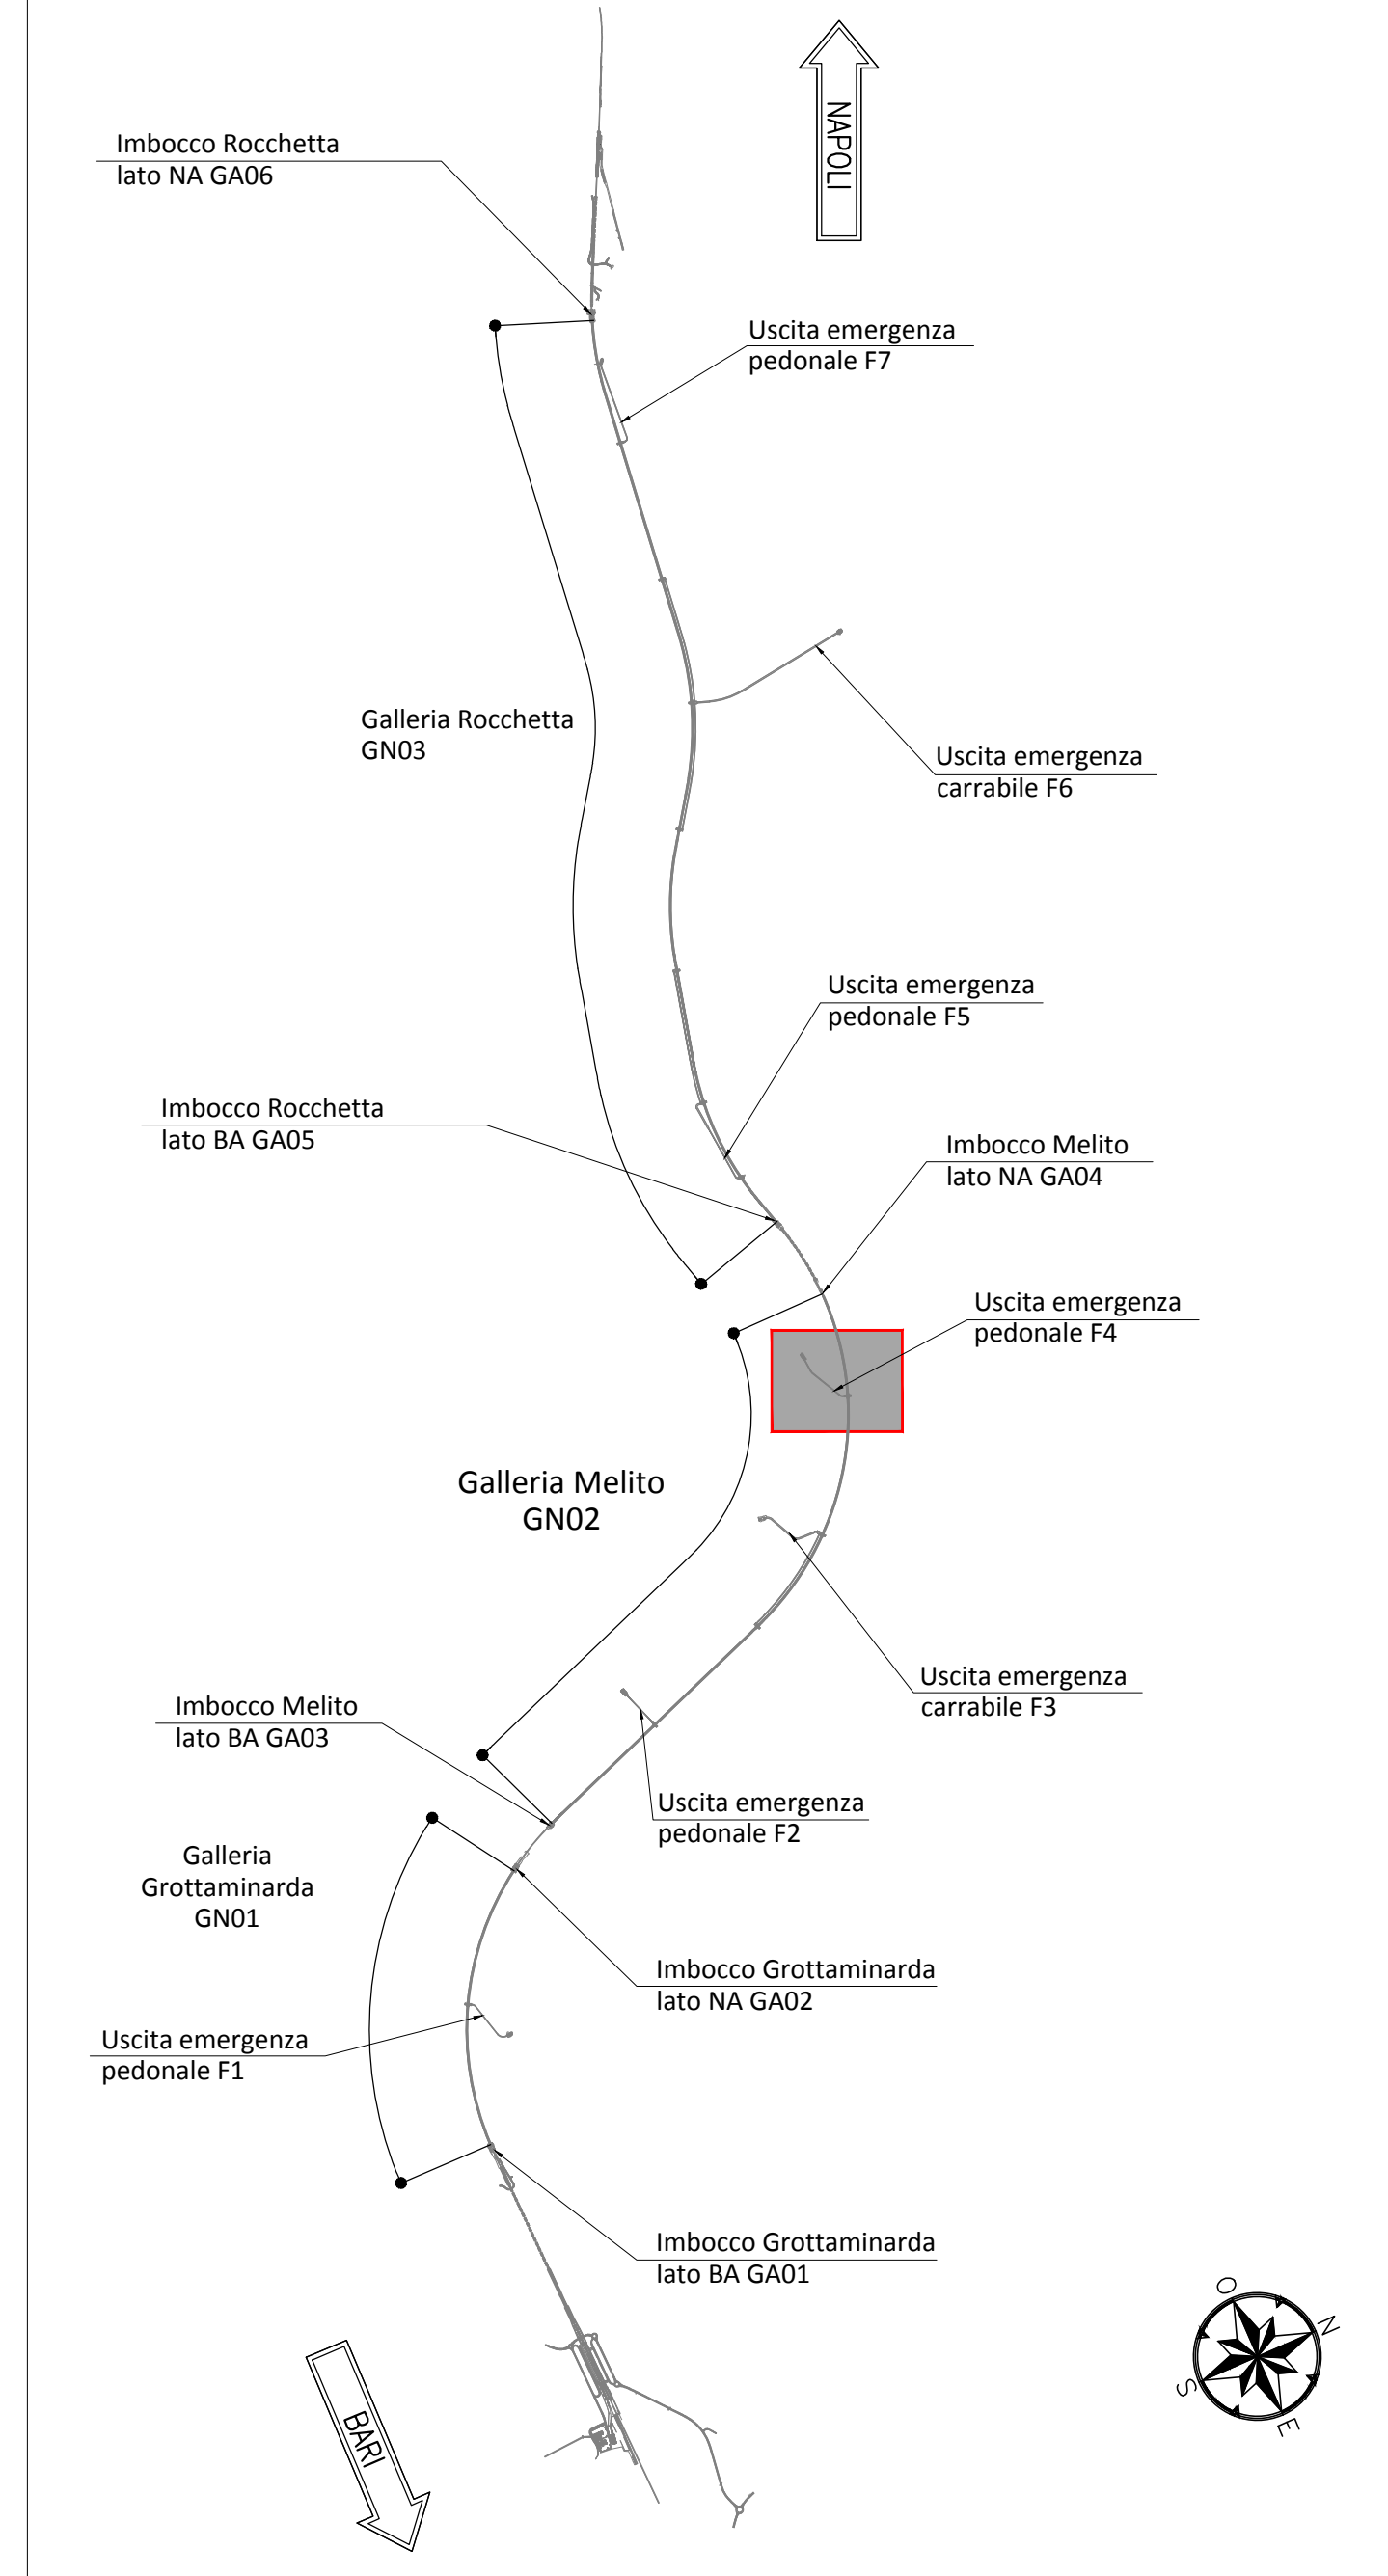 NAPOLI
Imbocco Rocchetta
lato NA GA06
Uscita emergenza
pedonale F7
Galleria Rocchetta
GN03
Uscita emergenza
carrabile F6
Uscita emergenza
pedonale F5
Imbocco Rocchetta
lato BA GA05
Imbocco Melito
lato NA GA04
Uscita emergenza
pedonale F4
Galleria Melito
GN02
Uscita emergenza
carrabile F3
Imbocco Melito
lato BA GA03
Uscita emergenza
pedonale F2
Galleria
Grottaminarda
GN01
Imbocco Grottaminarda
lato NA GA02
Uscita emergenza
pedonale F1
Imbocco Grottaminarda
lato BA GA01
O
N
S
E
BARI